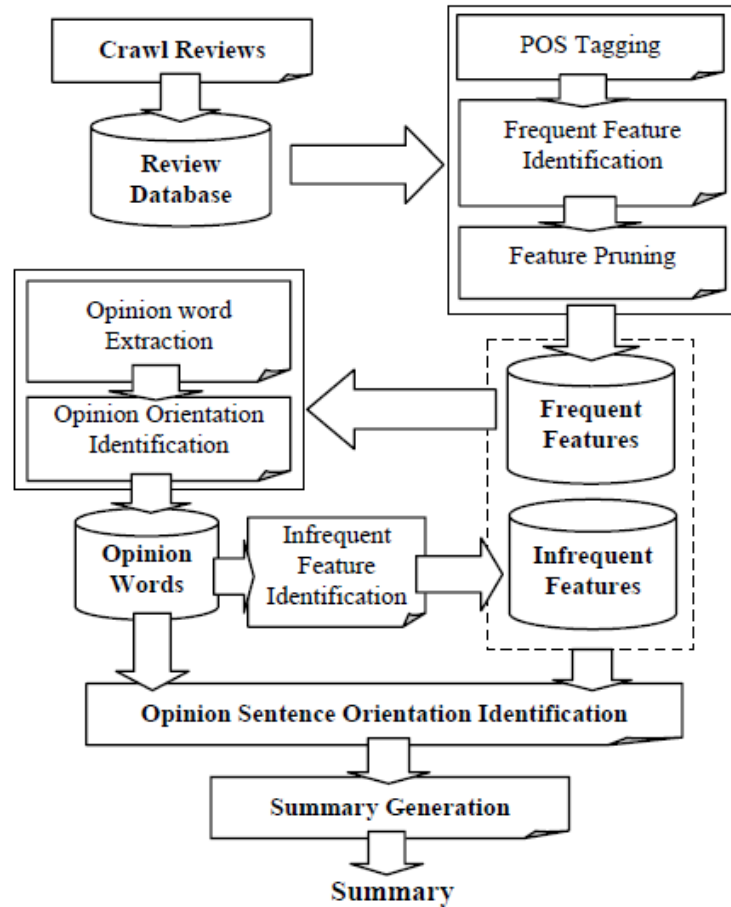 Crawl Reviews
Review
Database
POS Tagging
Frequent Feature
Identification
Feature Pruning
Opinion word
Extraction
Opinion Orientation
Identification
Frequent
Features
Opinion
Words
Infrequent
Feature
Identification
Infrequent
Features
Opinion Sentence Orientation Identification
Summary Generation
Summary